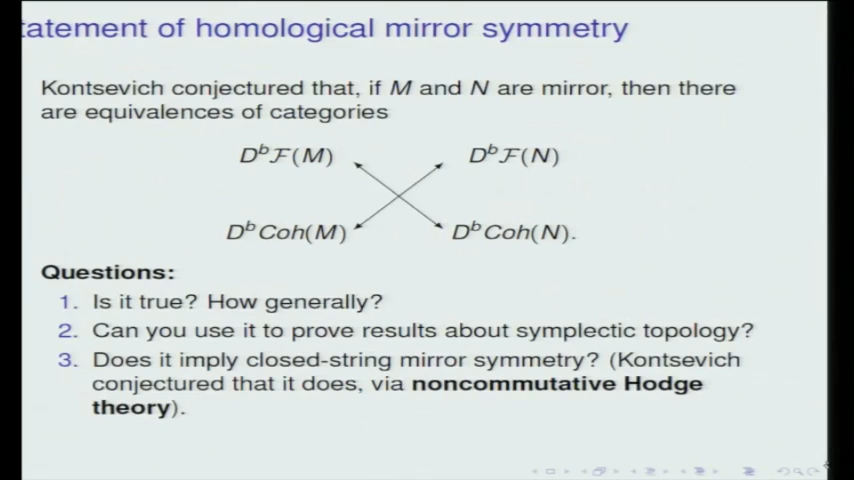 tatement of homological mirror symmetry
Kontsevich conjectured that, if M and N are mirror, then there
are equivalences of categories
DᵇF(M) DᵇF(N)
DᵇCoh(M) DᵇCoh(N).
Questions:
1. Is it true? How generally?
2. Can you use it to prove results about symplectic topology?
3. Does it imply closed-string mirror symmetry? (Kontsevich
conjectured that it does, via noncommutative Hodge
theory).